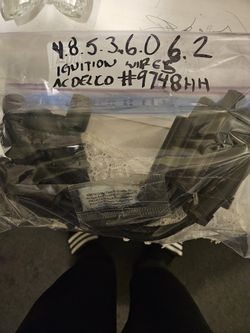 4.8.5.3.6.0 6.2
IGNITION WIRES
ACDELCO #9748HH